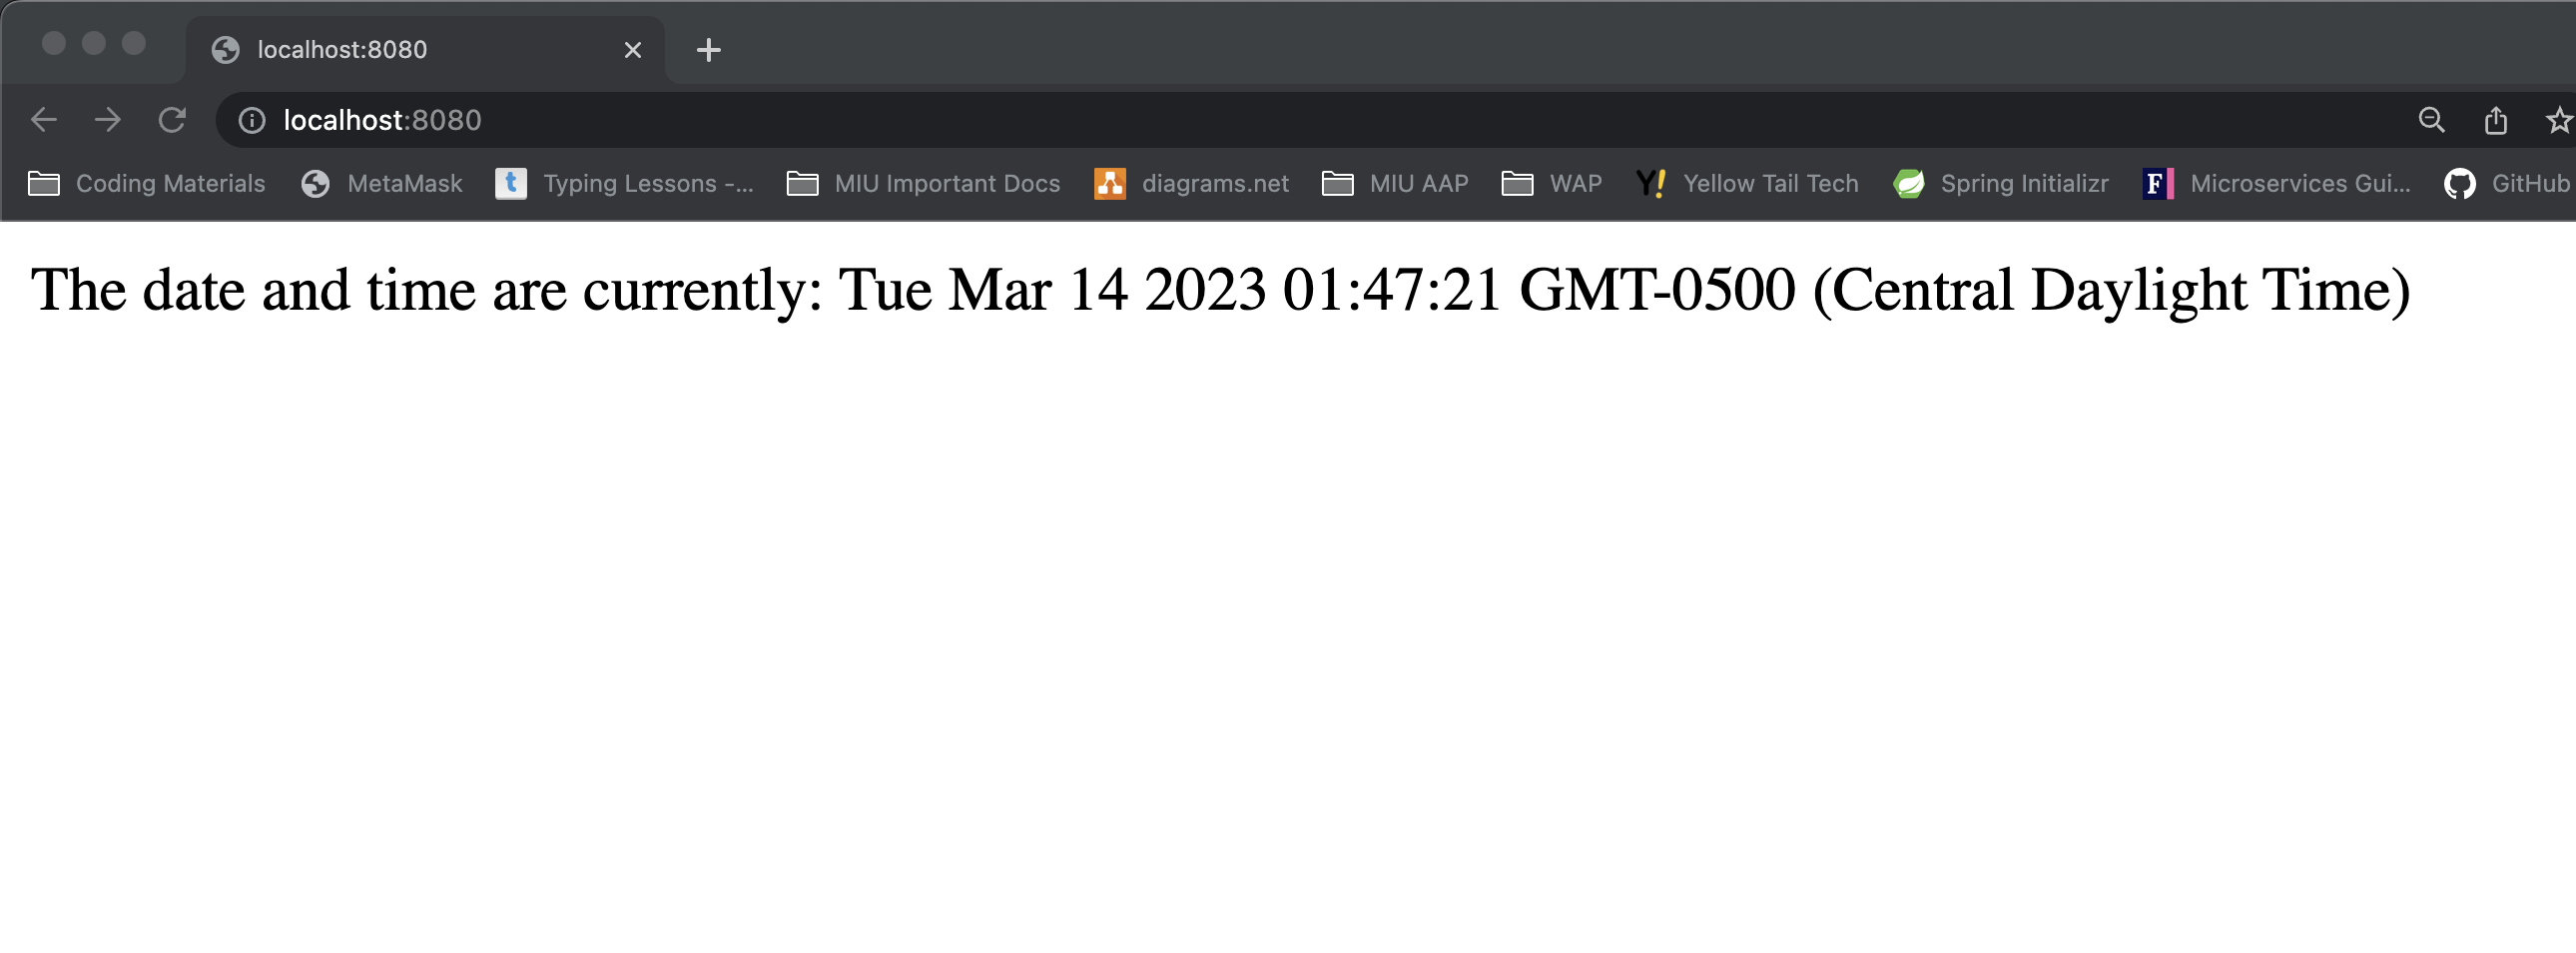 localhost:8080
localhost:8080
Coding Materials MetaMask t Typing Lessons -... MIU Important Docs diagrams.net MIU AAP WAP Y! Yellow Tail Tech Spring Initializr F Microservices Gui... GitHub
The date and time are currently: Tue Mar 14 2023 01:47:21 GMT-0500 (Central Daylight Time)